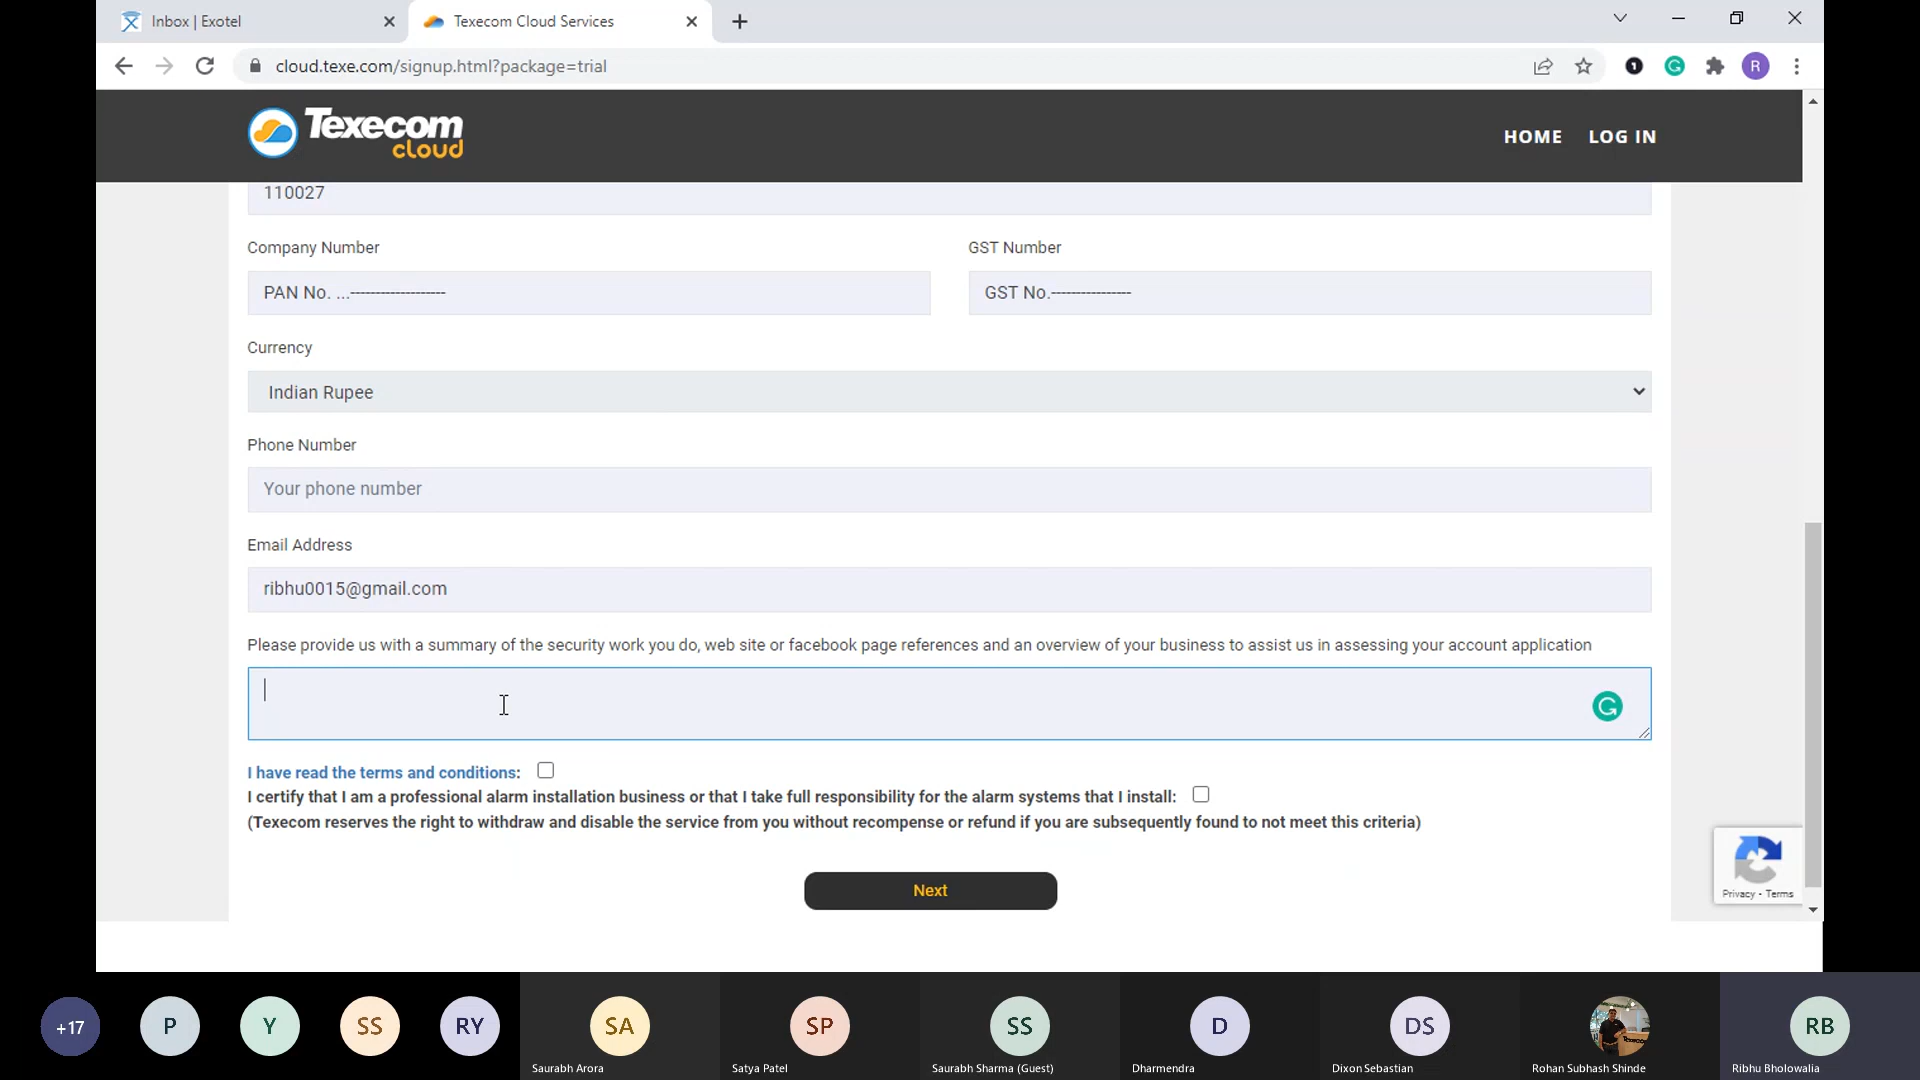 Inbox | Exotel
Texecom Cloud Services
cloud.texe.com/signup.html?package=trial
R
Texecom
cloud
HOME LOG IN
110027
Company Number
GST Number
PAN No. ...-------------------
GST No.----------------
Currency
Indian Rupee
Phone Number
Your phone number
Email Address
ribhu0015@gmail.com
Please provide us with a summary of the security work you do, web site or facebook page references and an overview of your business to assist us in assessing your account application
I have read the terms and conditions:
I certify that I am a professional alarm installation business or that I take full responsibility for the alarm systems that I install:
(Texecom reserves the right to withdraw and disable the service from you without recompense or refund if you are subsequently found to not meet this criteria)
Next
Privacy - Terms
+17 P Y SS RY SA SP SS D DS RB
Saurabh Arora
Satya Patel
Saurabh Sharma (Guest)
Dharmendra
Dixon Sebastian
Rohan Subhash Shinde
Ribhu Bholowalia